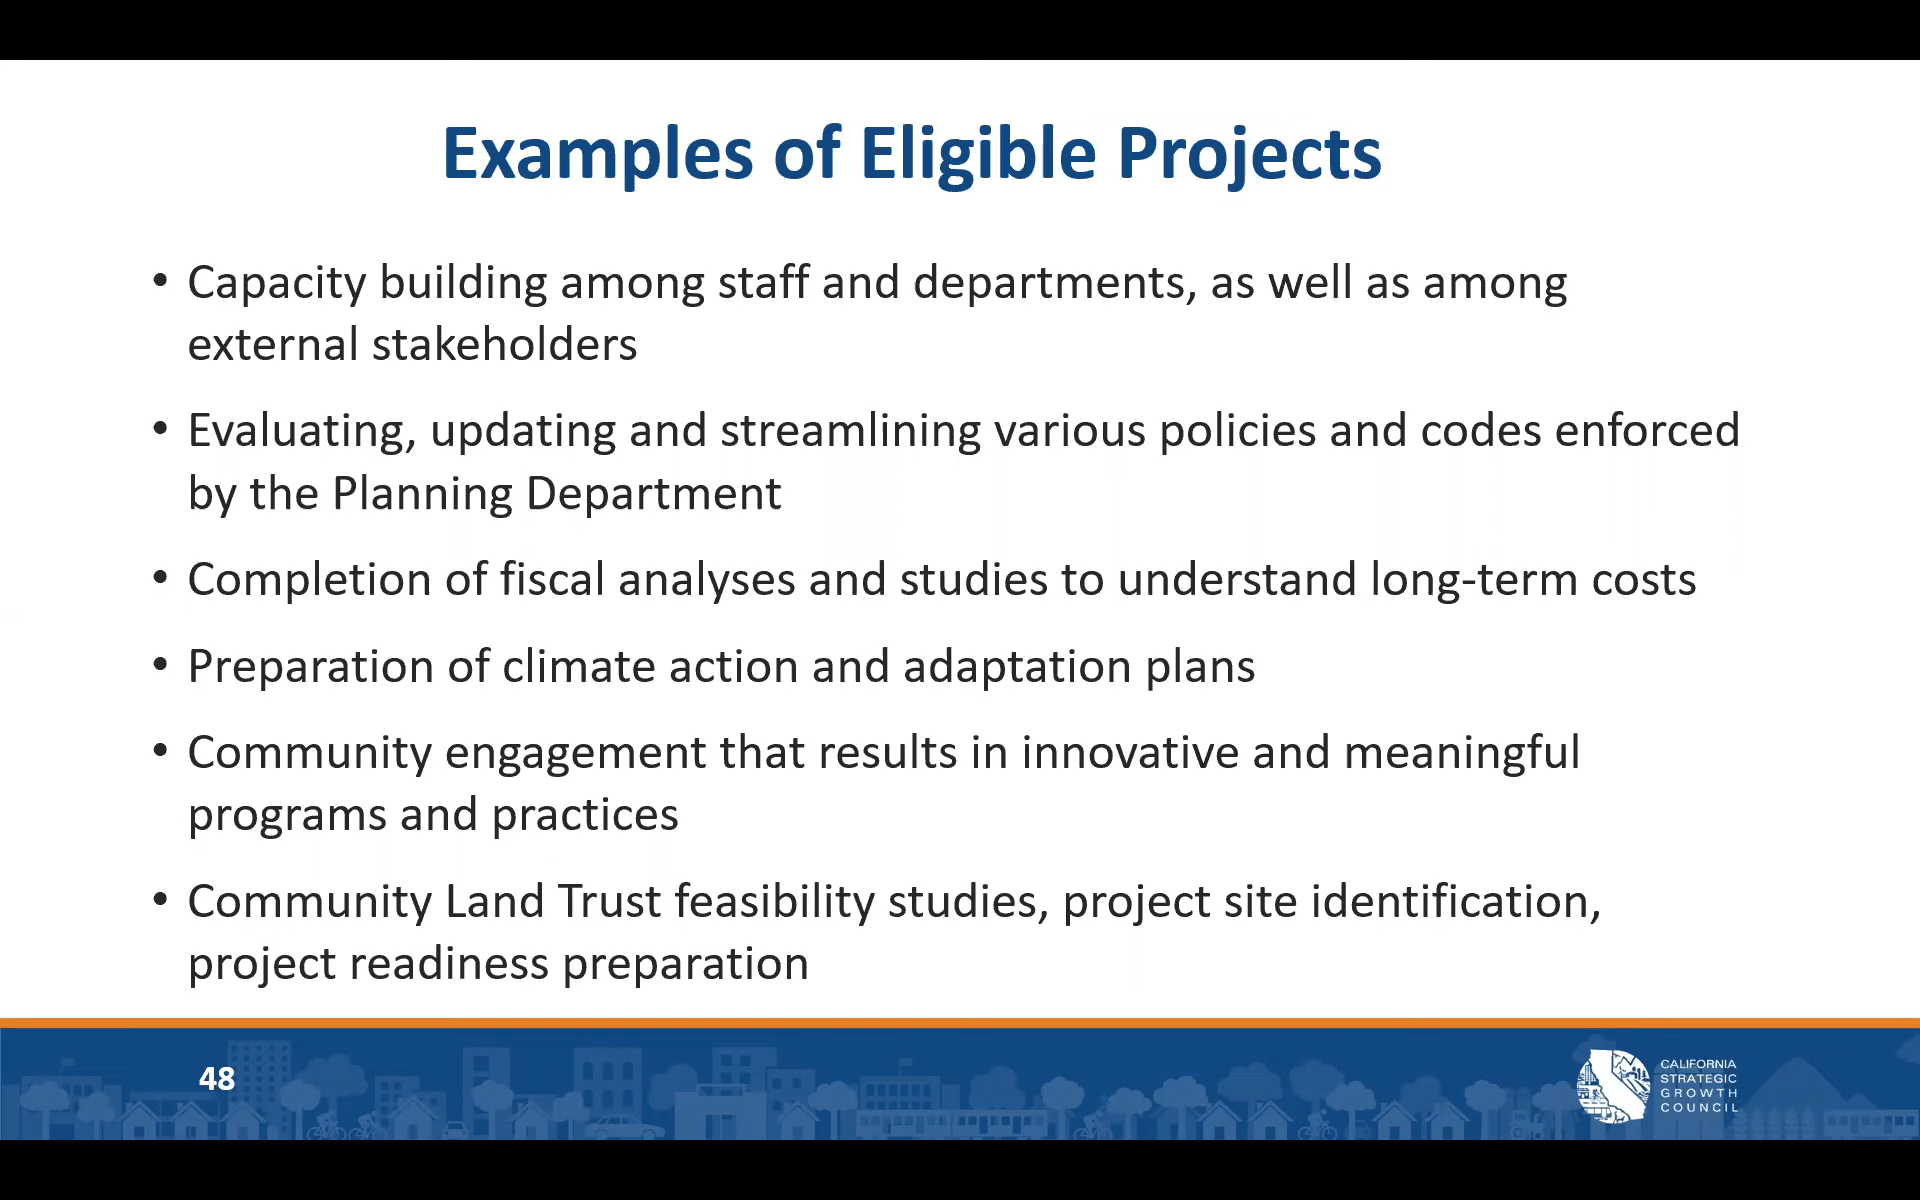 Examples of Eligible Projects
• Capacity building among staff and departments, as well as among
external stakeholders
• Evaluating, updating and streamlining various policies and codes enforced
by the Planning Department
• Completion of fiscal analyses and studies to understand long-term costs
• Preparation of climate action and adaptation plans
• Community engagement that results in innovative and meaningful
programs and practices
• Community Land Trust feasibility studies, project site identification,
project readiness preparation
48
CALIFORNIA
STRATEGIC
GROWTH
COUNCIL